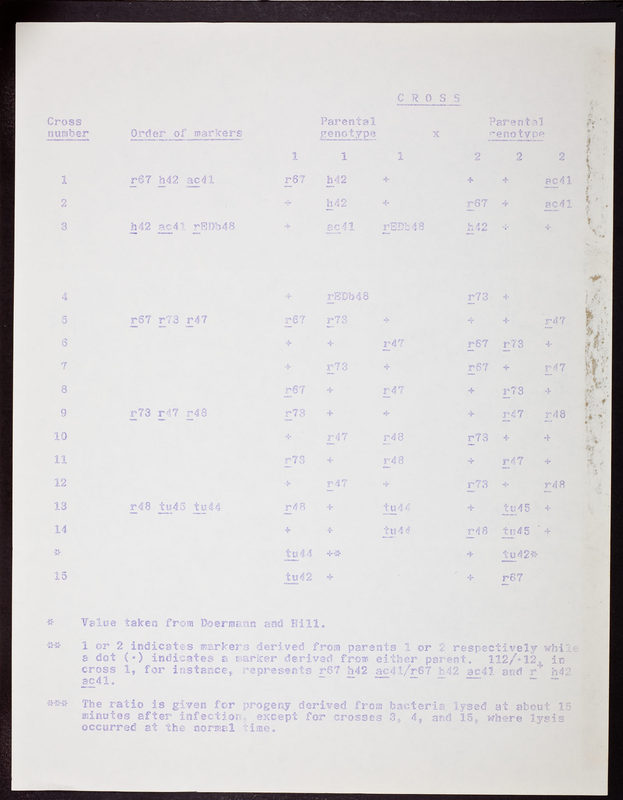 C R O S S
Cross Parental Parental
number Order of markers genotype x genotype
1 1 1 2 2 2
1 r67 h42 ac41 r67 h42 + + + ac41
2 + h42 + r67 + ac41
3 h42 ac41 rEDb48 + ac41 rEDb48 h42 + +
4 + rEDb48 r73 +
5 r67 r73 r47 r67 r73 + + + r47
6 + + r47 r67 r73 +
7 + r73 + r67 + r47
8 r67 + r47 + r73 +
9 r73 r47 r48 r73 + + + r47 r48
10 + r47 r48 r73 + +
11 r73 + r48 + r47 +
12 + r47 + r73 + r48
13 r48 tu45 tu44 r48 + tu44 + tu45 +
14 + + tu44 r48 tu45 +
* tu44 +* + tu42*
15 tu42 + + r67
* Value taken from Doermann and Hill.
** 1 or 2 indicates markers derived from parents 1 or 2 respectively while
a dot (·) indicates a marker derived from either parent. 112/·12, in
cross 1, for instance, represents r67 h42 ac41/r67 h42 ac41 and r+ h42
ac41.
*** The ratio is given for progeny derived from bacteria lysed at about 15
minutes after infection, except for crosses 3, 4, and 15, where lysis
occurred at the normal time.